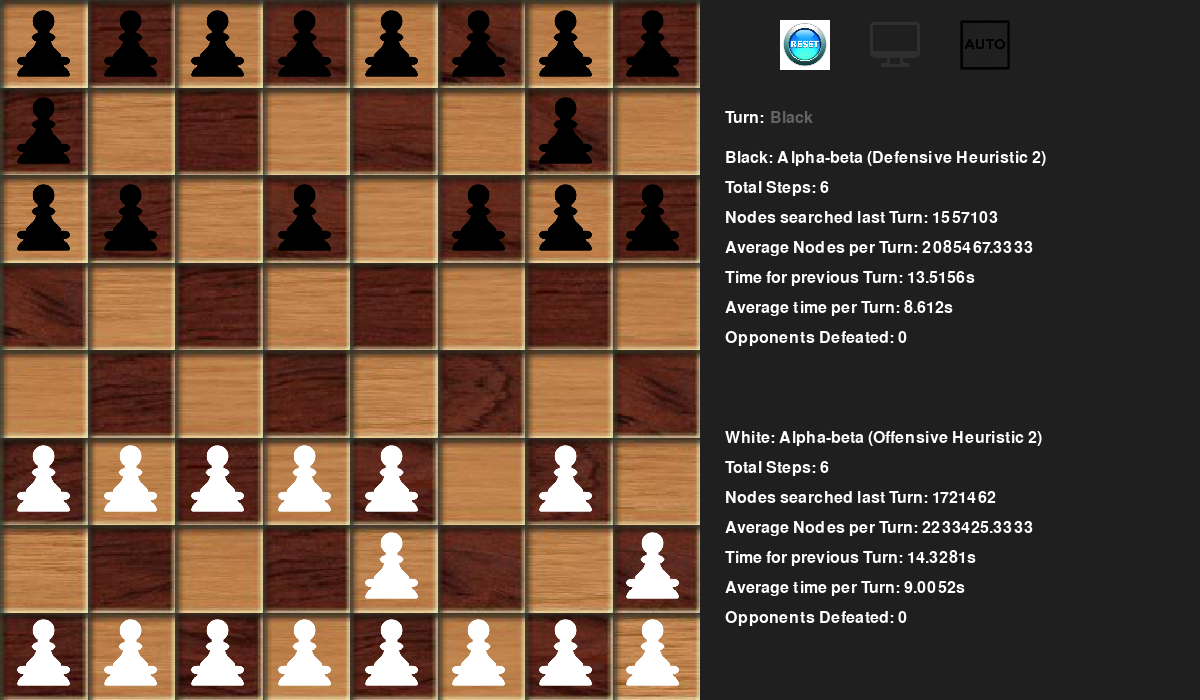 RESET
AUTO
Turn: Black
Black: Alpha-beta (Defensive Heuristic 2)
Total Steps: 6
Nodes searched last Turn: 1557103
Average Nodes per Turn: 2085467.3333
Time for previous Turn: 13.5156s
Average time per Turn: 8.612s
Opponents Defeated: 0
White: Alpha-beta (Offensive Heuristic 2)
Total Steps: 6
Nodes searched last Turn: 1721462
Average Nodes per Turn: 2233425.3333
Time for previous Turn: 14.3281s
Average time per Turn: 9.0052s
Opponents Defeated: 0